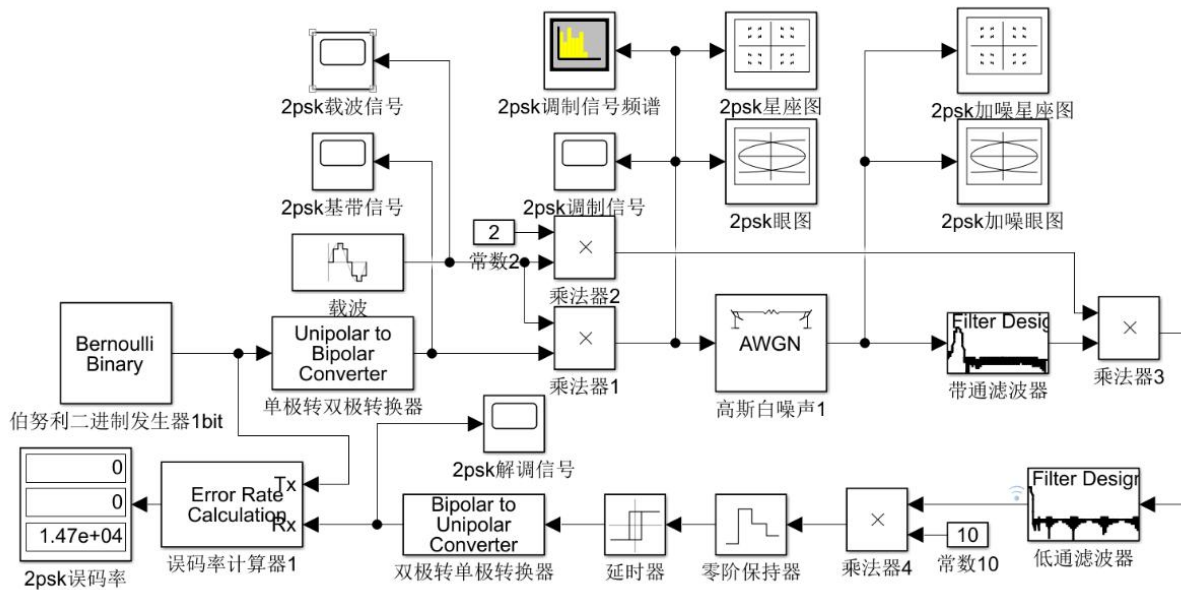 2psk载波信号
2psk调制信号频谱
2psk星座图
2psk加噪星座图
2psk基带信号
2psk调制信号
2psk眼图
2psk加噪眼图
2
常数2
×
乘法器2
载波
Bernoulli
Binary
伯努利二进制发生器1bit
Unipolar to
Bipolar
Converter
单极转双极转换器
×
乘法器1
AWGN
高斯白噪声1
Filter Desig
带通滤波器
×
乘法器3
2psk解调信号
0
0
1.47e+04
2psk误码率
Error Rate
Calculation
Tx
Rx
误码率计算器1
Bipolar to
Unipolar
Converter
双极转单极转换器
延时器
零阶保持器
×
乘法器4
10
常数10
Filter Design
低通滤波器